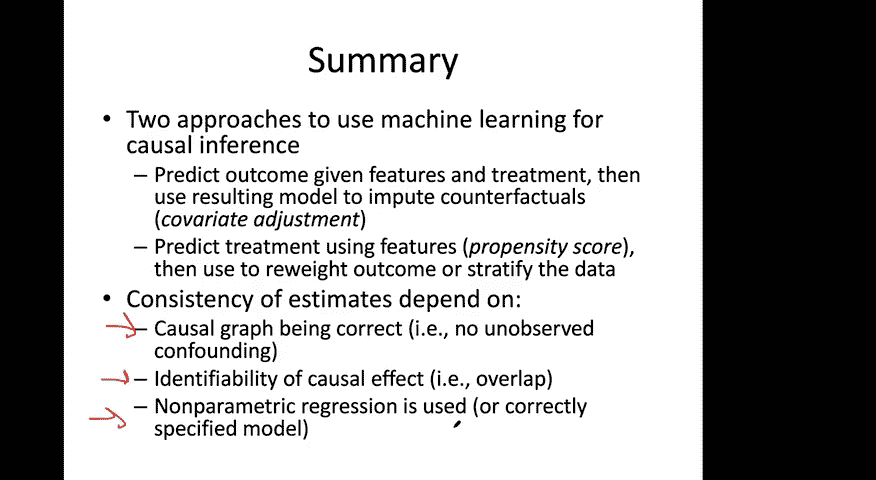 Summary
• Two approaches to use machine learning for
causal inference
– Predict outcome given features and treatment, then
use resulting model to impute counterfactuals
(covariate adjustment)
– Predict treatment using features (propensity score),
then use to reweight outcome or stratify the data
• Consistency of estimates depend on:
– Causal graph being correct (i.e., no unobserved
confounding)
– Identifiability of causal effect (i.e., overlap)
– Nonparametric regression is used (or correctly
specified model)